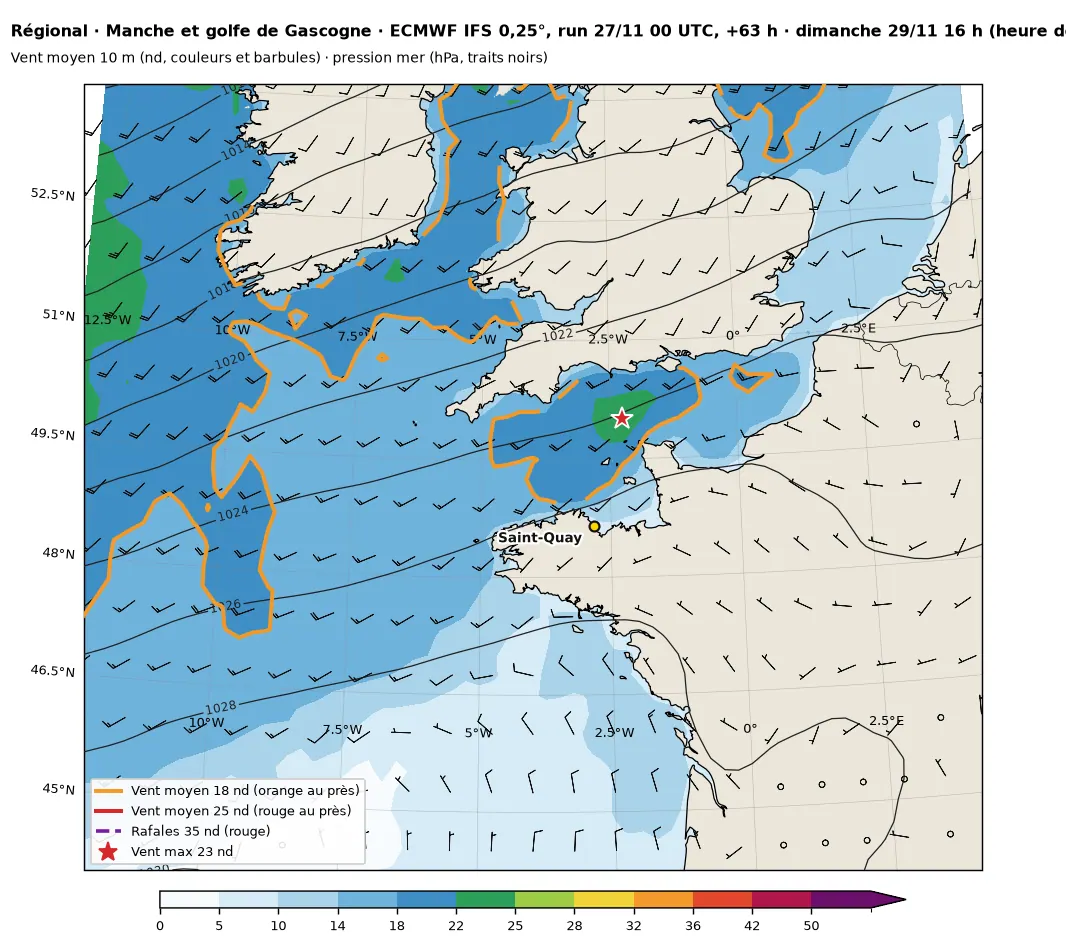 Régional · Manche et golfe de Gascogne · ECMWF IFS 0,25°, run 27/11 00 UTC, +63 h · dimanche 29/11 16 h (heure
Vent moyen 10 m (nd, couleurs et barbules) · pression mer (hPa, traits noirs)
1014
52.5°N
51°N
12.5°W
10°W
7.5°W
°W
1022
2.5°W
0°
2.5°E
1020
49.5°N
1024
Saint-Quay
48°N
1026
46.5°N
1028
10°W
7.5°W
5°W
2.5°W
0°
2.5°E
45°N
Vent moyen 18 nd (orange au près)
Vent moyen 25 nd (rouge au près)
Rafales 35 nd (rouge)
Vent max 23 nd
0 5 10 14 18 22 25 28 32 36 42 50